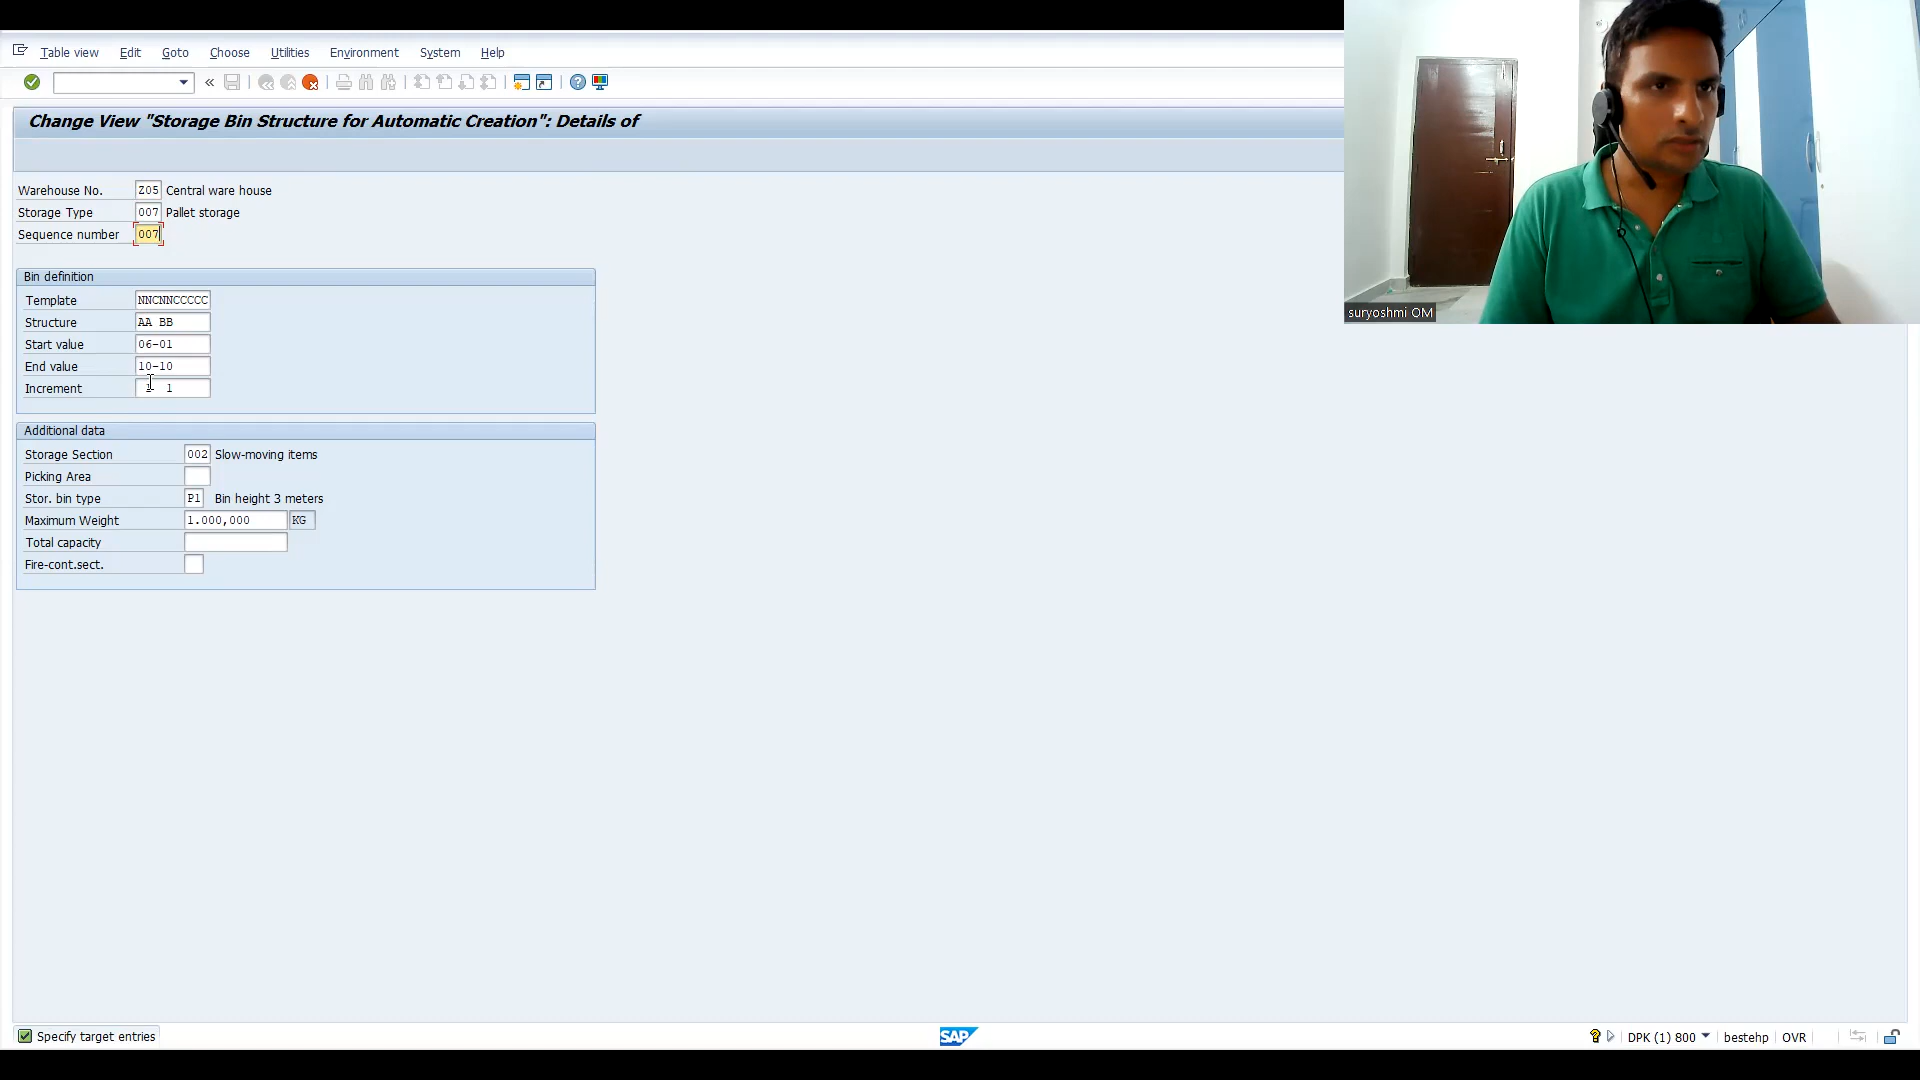 Table view Edit Goto Choose Utilities Environment System Help
Change View "Storage Bin Structure for Automatic Creation": Details of
Warehouse No. Z05 Central ware house
Storage Type 007 Pallet storage
Sequence number 007
Bin definition
Template NNCNNCCCCC
Structure AA BB
Start value 06-01
End value 10-10
Increment 1 1
Additional data
Storage Section 002 Slow-moving items
Picking Area
Stor. bin type P1 Bin height 3 meters
Maximum Weight 1.000,000 KG
Total capacity
Fire-cont.sect.
suryoshmi OM
Specify target entries SAP DPK (1) 800 bestehp OVR